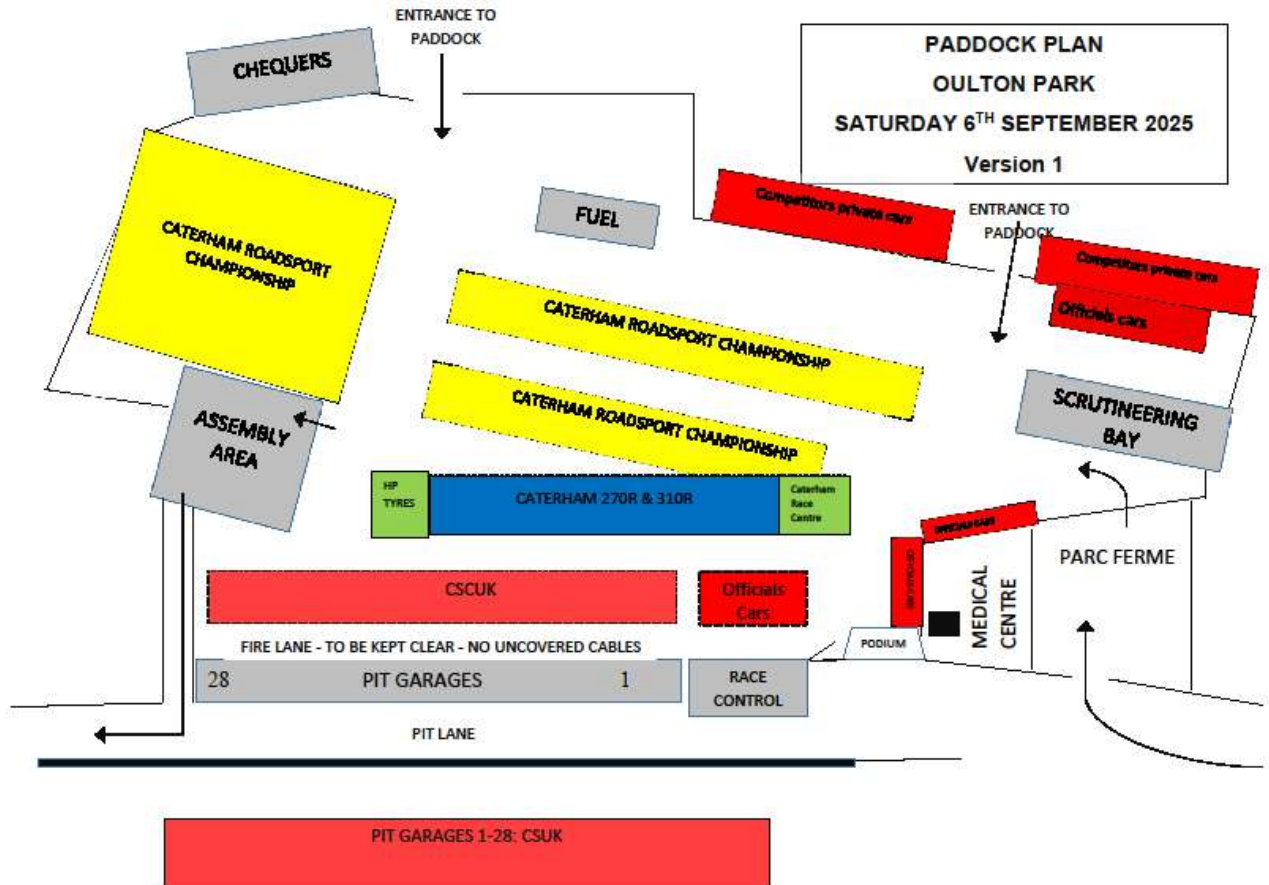 ENTRANCE TO
PADDOCK
PADDOCK PLAN
OULTON PARK
SATURDAY 6TH SEPTEMBER 2025
Version 1
CHEQUERS
Competitors private cars
ENTRANCE TO
PADDOCK
FUEL
CATERHAM ROADSPORT
CHAMPIONSHIP
Competitors private cars
Officials cars
CATERHAM ROADSPORT CHAMPIONSHIP
CATERHAM ROADSPORT CHAMPIONSHIP
SCRUTINEERING
BAY
ASSEMBLY
AREA
HP
TYRES
CATERHAM 270R & 310R
Caterham
Race
Centre
OFFICIALS CARS
OFFICIALS CARS
PARC FERME
MEDICAL
CENTRE
CSCUK
Officials
Cars
FIRE LANE - TO BE KEPT CLEAR - NO UNCOVERED CABLES
PODIUM
28 PIT GARAGES 1
RACE
CONTROL
PIT LANE
PIT GARAGES 1-28: CSUK